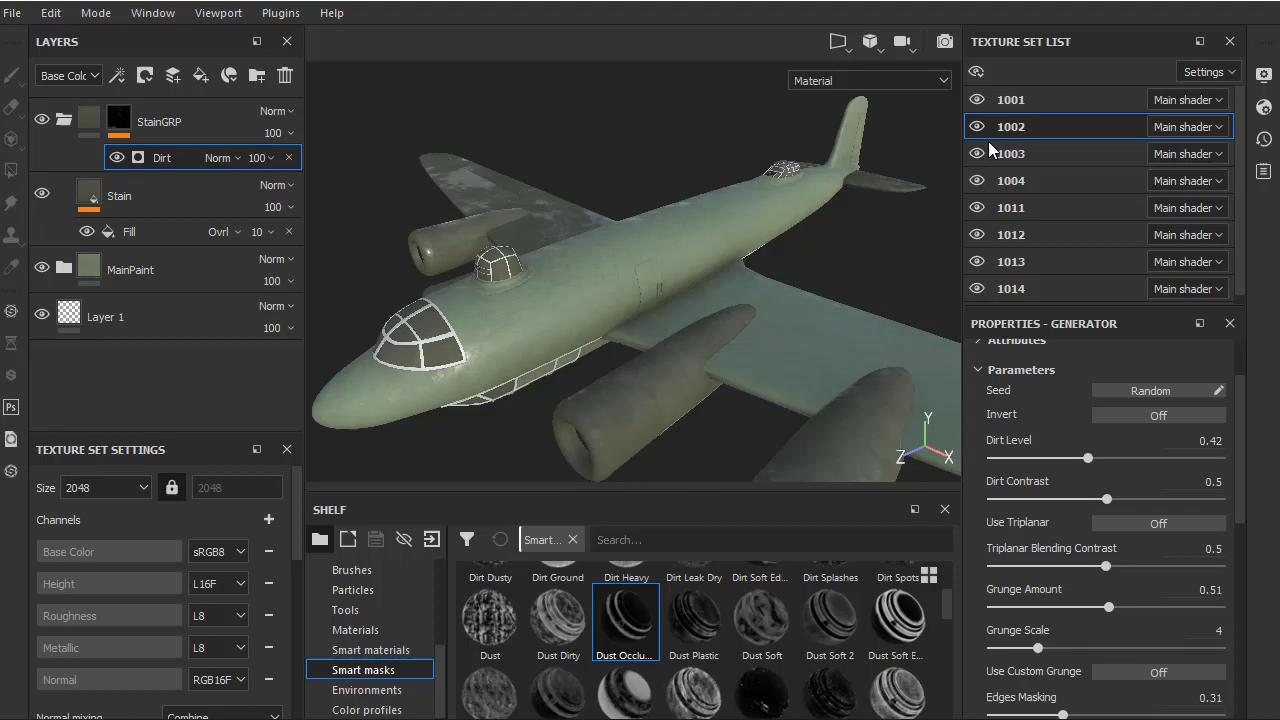 File Edit Mode Window Viewport Plugins Help
LAYERS
Base Colc
StainGRP
Norm
100
Dirt Norm 100
Stain
Norm
100
Fill Ovrl 10
MainPaint
Norm
100
Layer 1
Norm
100
TEXTURE SET SETTINGS
Size 2048 2048
Channels
Base Color sRGB8
Height L16F
Roughness L8
Metallic L8
Normal RGB16F
Normal mixing Combine
Material
Y
Z X
SHELF
Smart... Search...
Brushes
Particles
Tools
Materials
Smart materials
Smart masks
Environments
Color profiles
Dirt Dusty Dirt Ground Dirt Heavy Dirt Leak Dry Dirt Soft Ed... Dirt Splashes Dirt Spots
Dust Dust Dirty Dust Occlu... Dust Plastic Dust Soft Dust Soft 2 Dust Soft E...
TEXTURE SET LIST
Settings
1001 Main shader
1002 Main shader
1003 Main shader
1004 Main shader
1011 Main shader
1012 Main shader
1013 Main shader
1014 Main shader
PROPERTIES - GENERATOR
Attributes
Parameters
Seed Random
Invert Off
Dirt Level 0.42
Dirt Contrast 0.5
Use Triplanar Off
Triplanar Blending Contrast 0.5
Grunge Amount 0.51
Grunge Scale 4
Use Custom Grunge Off
Edges Masking 0.31
Ps